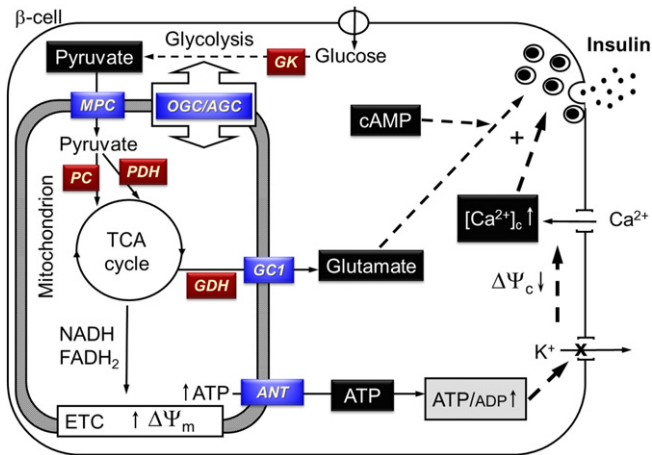 β-cell
Glycolysis
Pyruvate
GK
Glucose
Insulin
MPC
OGC/AGC
cAMP
+
Pyruvate
PC
PDH
Mitochondrion
TCA
cycle
[Ca²⁺]c ↑
Ca²⁺
GC1
Glutamate
GDH
ΔΨc ↓
NADH
FADH₂
K⁺
X
↑ ATP
ANT
ATP
ATP/ADP ↑
ETC ↑ ΔΨm